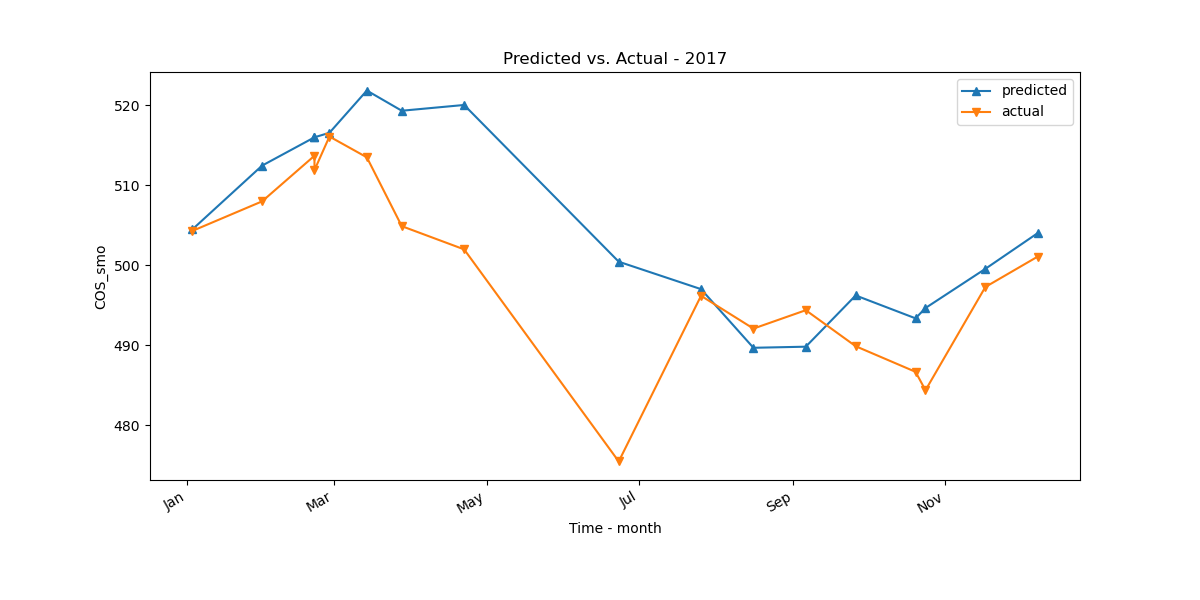 Predicted vs. Actual - 2017
predicted
actual
520
510
500
490
480
COS_smo
Jan
Mar
May
Jul
Sep
Nov
Time - month